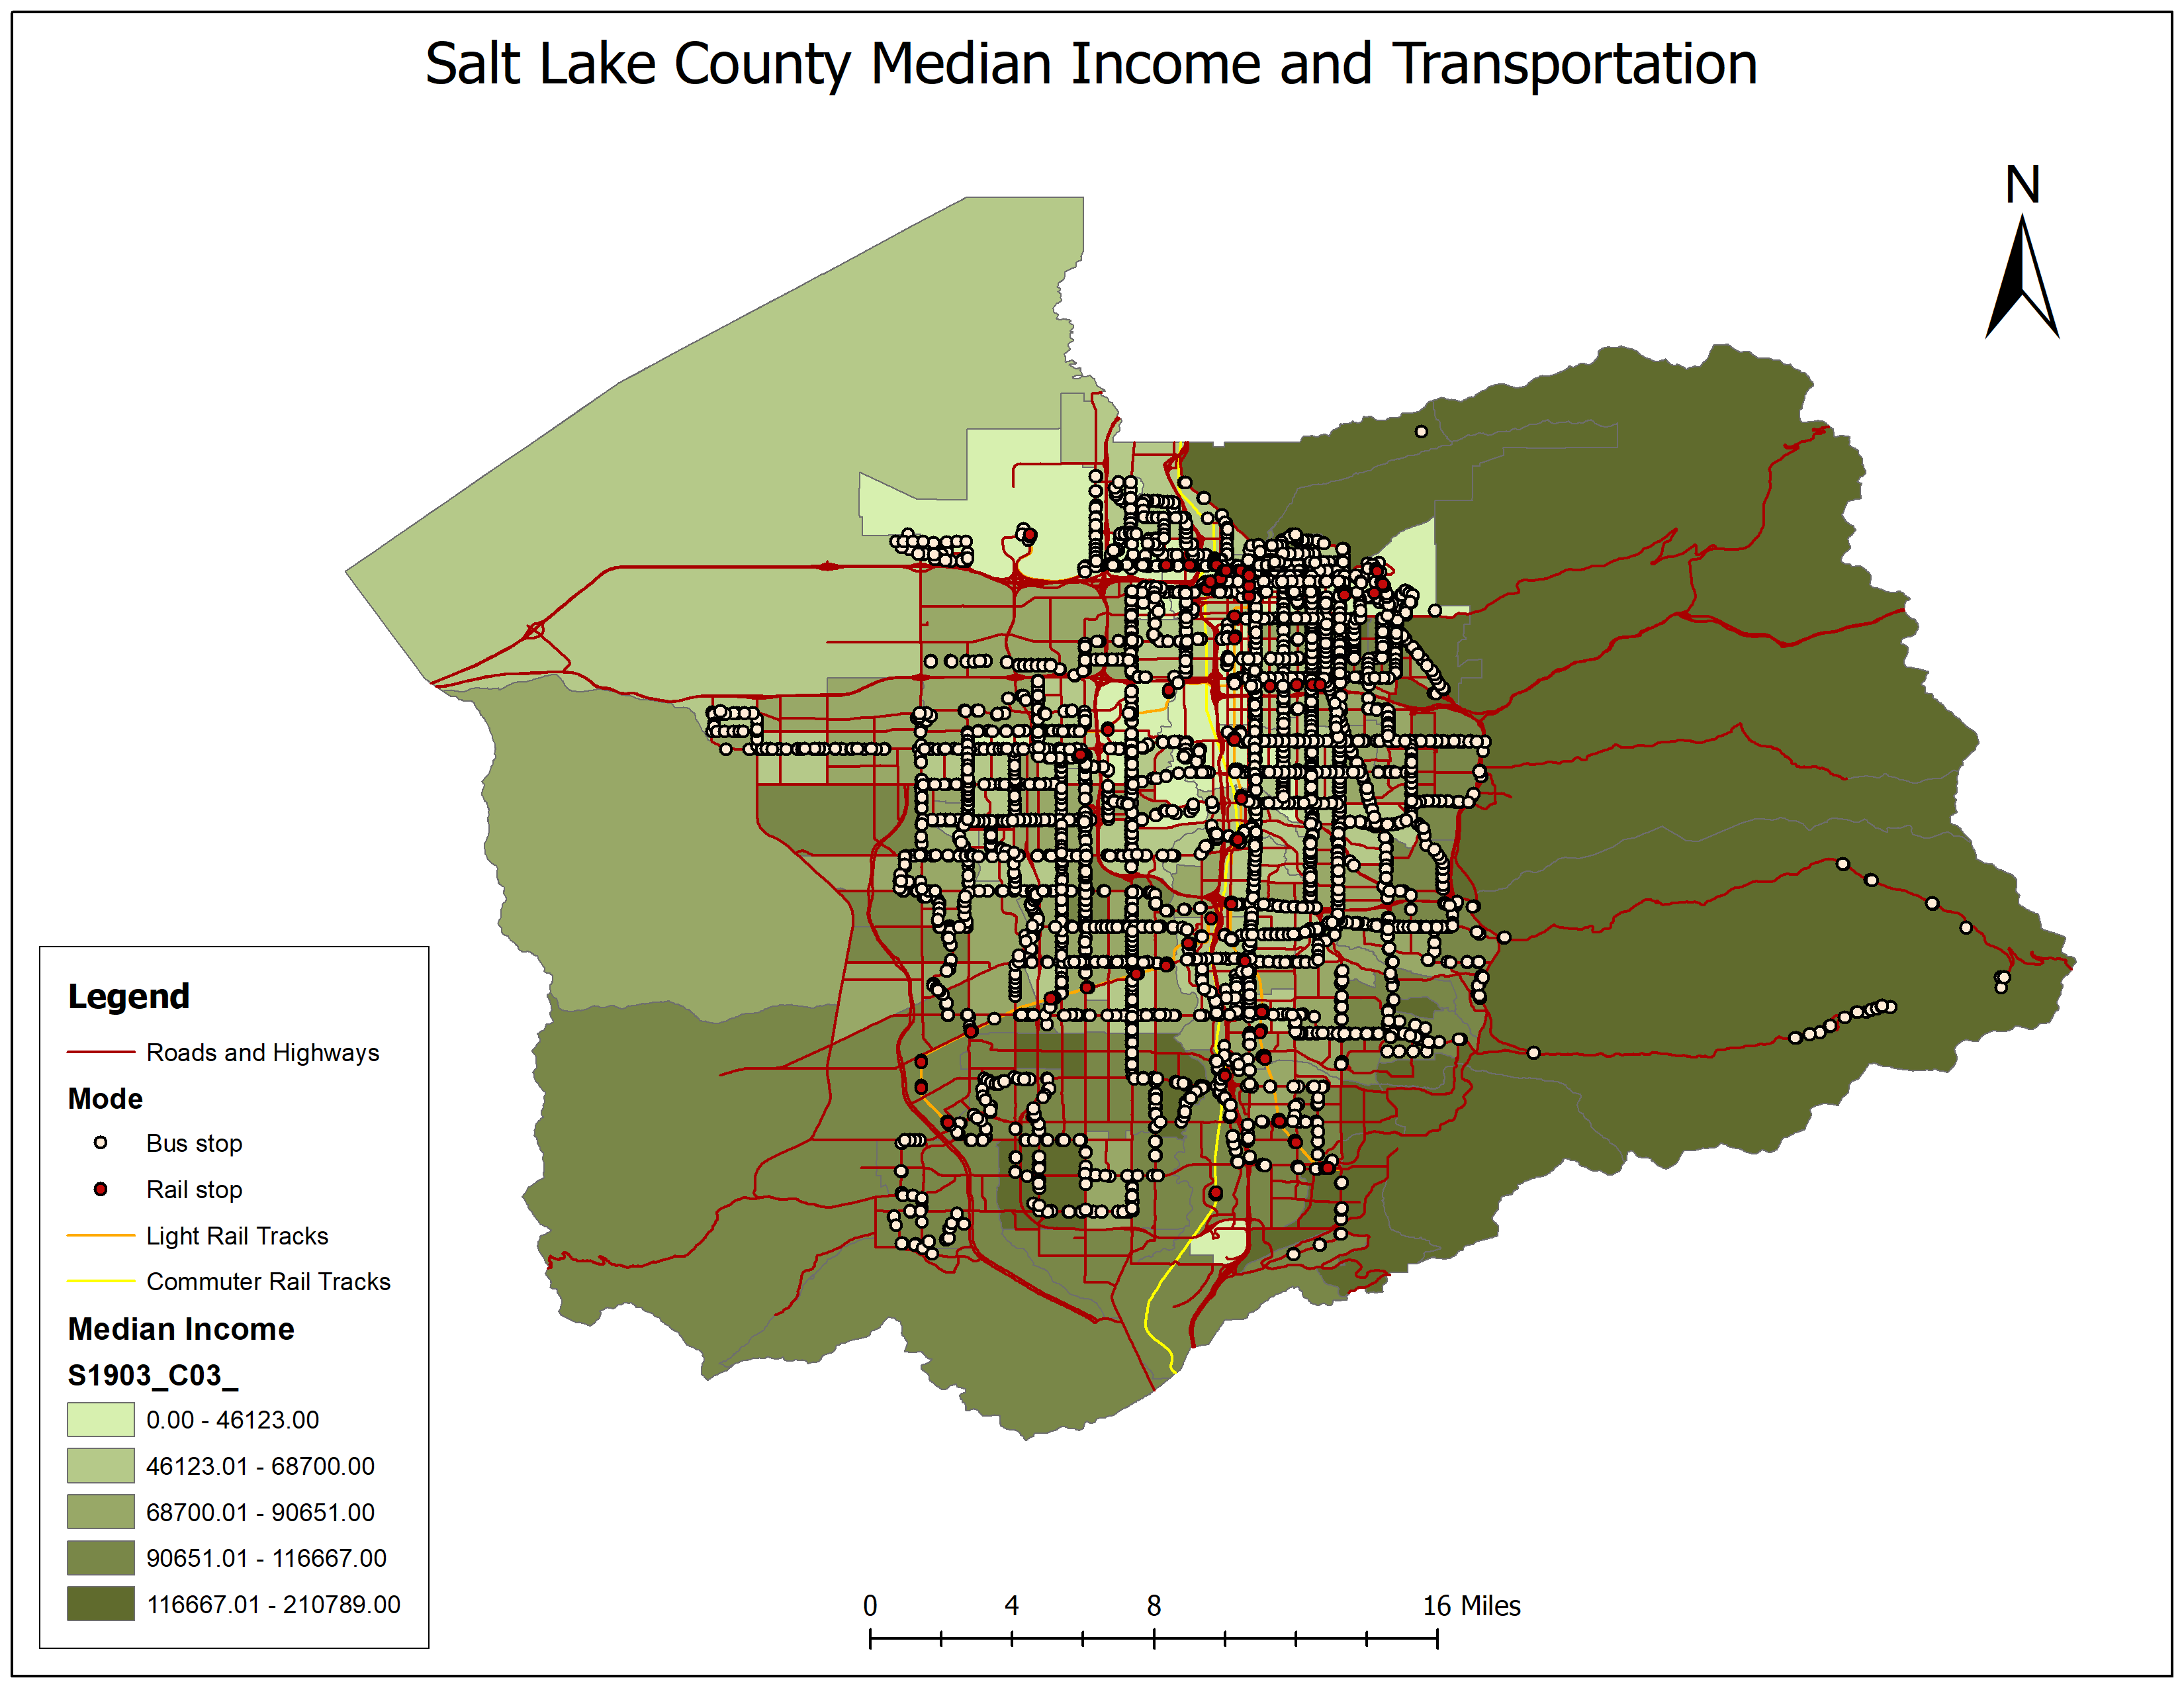 Salt Lake County Median Income and Transportation
N
Legend
Roads and Highways
Mode
Bus stop
Rail stop
Light Rail Tracks
Commuter Rail Tracks
Median Income
S1903_C03_
0.00 - 46123.00
46123.01 - 68700.00
68700.01 - 90651.00
90651.01 - 116667.00
116667.01 - 210789.00
0 4 8 16 Miles